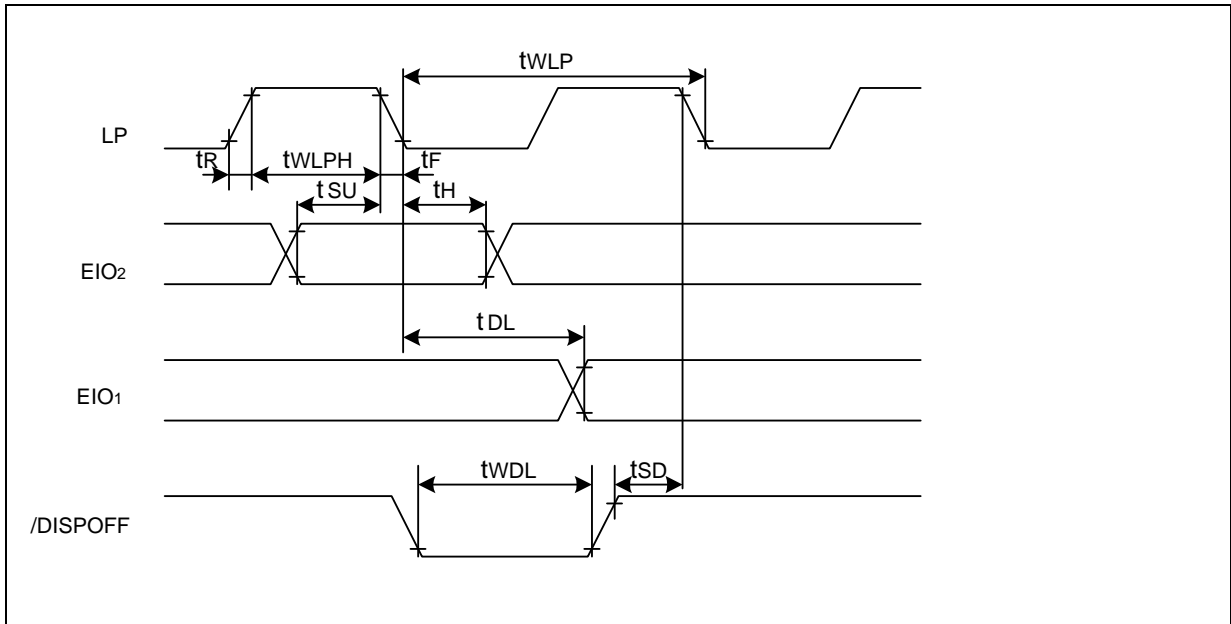 tWLP
LP
tR
tWLPH
tF
tSU
tH
EIO2
tDL
EIO1
tWDL
tSD
/DISPOFF